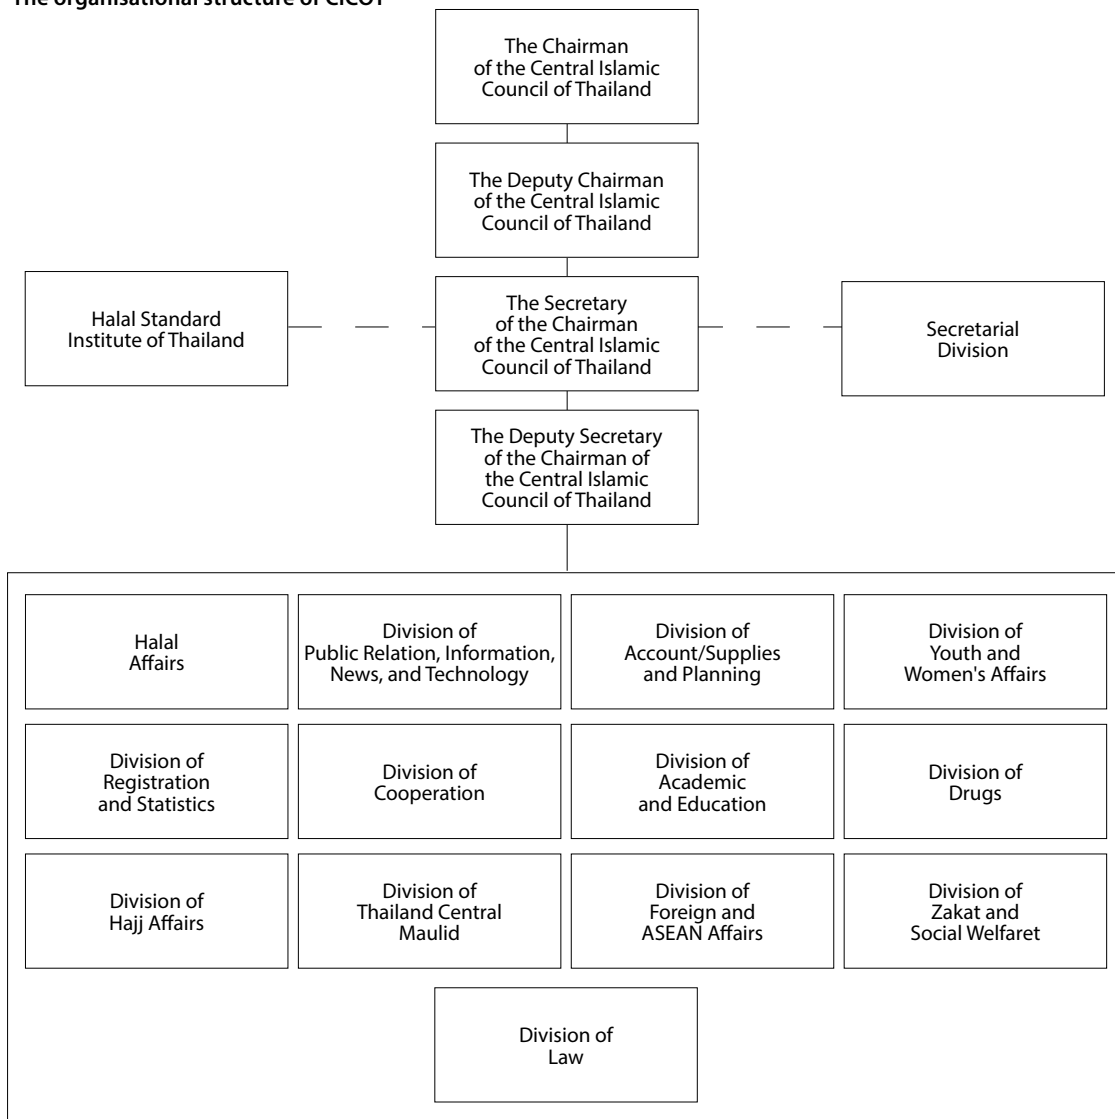 The organisational structure of CICOT
The Chairman
of the Central Islamic
Council of Thailand
The Deputy Chairman
of the Central Islamic
Council of Thailand
Halal Standard
Institute of Thailand
The Secretary
of the Chairman
of the Central Islamic
Council of Thailand
Secretarial
Division
The Deputy Secretary
of the Chairman of
the Central Islamic
Council of Thailand
Halal
Affairs
Division of
Public Relation, Information,
News, and Technology
Division of
Account/Supplies
and Planning
Division of
Youth and
Women's Affairs
Division of
Registration
and Statistics
Division of
Cooperation
Division of
Academic
and Education
Division of
Drugs
Division of
Hajj Affairs
Division of
Thailand Central
Maulid
Division of
Foreign and
ASEAN Affairs
Division of
Zakat and
Social Welfaret
Division of
Law